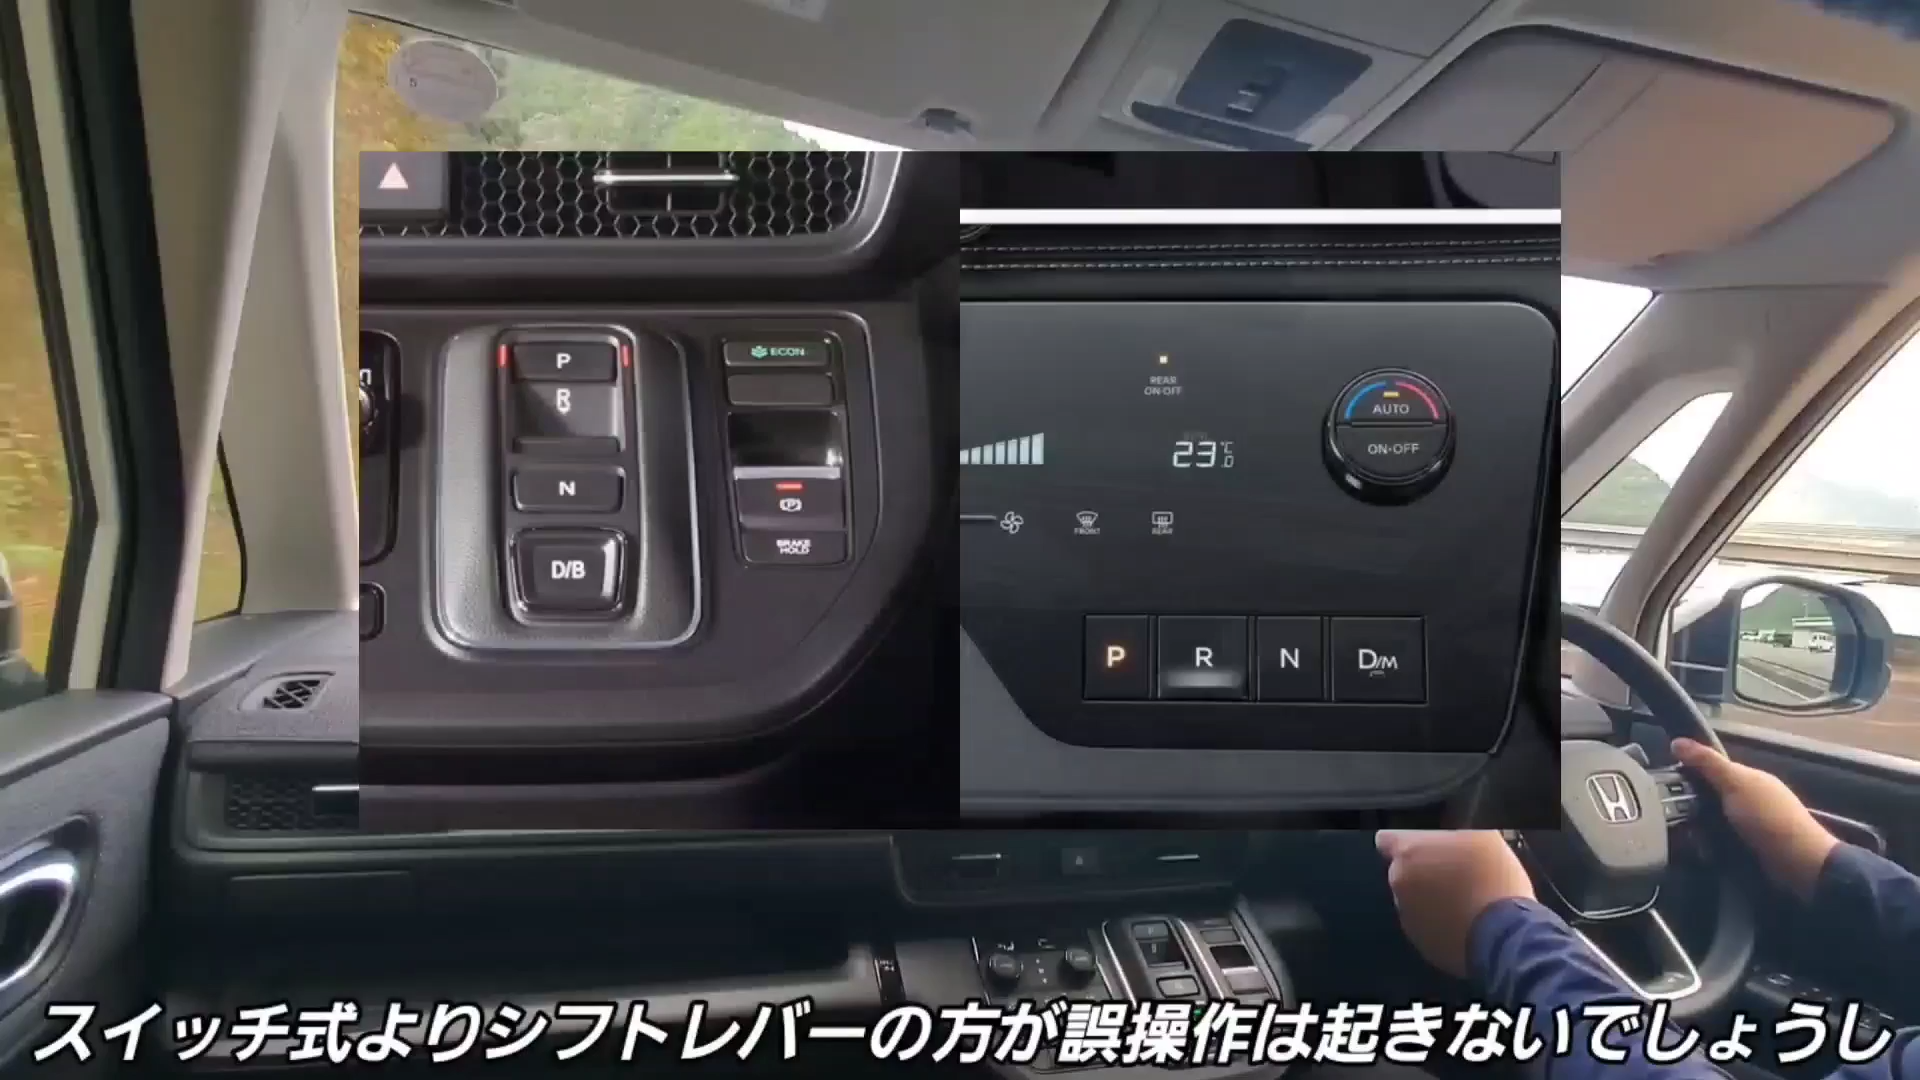 P
R
N
D/B
ECON
BRAKE
HOLD
REAR
ON·OFF
23.0
℃
AUTO
ON·OFF
FRONT
REAR
P
R
N
D/M
スイッチ式よりシフトレバーの方が誤操作は起きないでしょうし